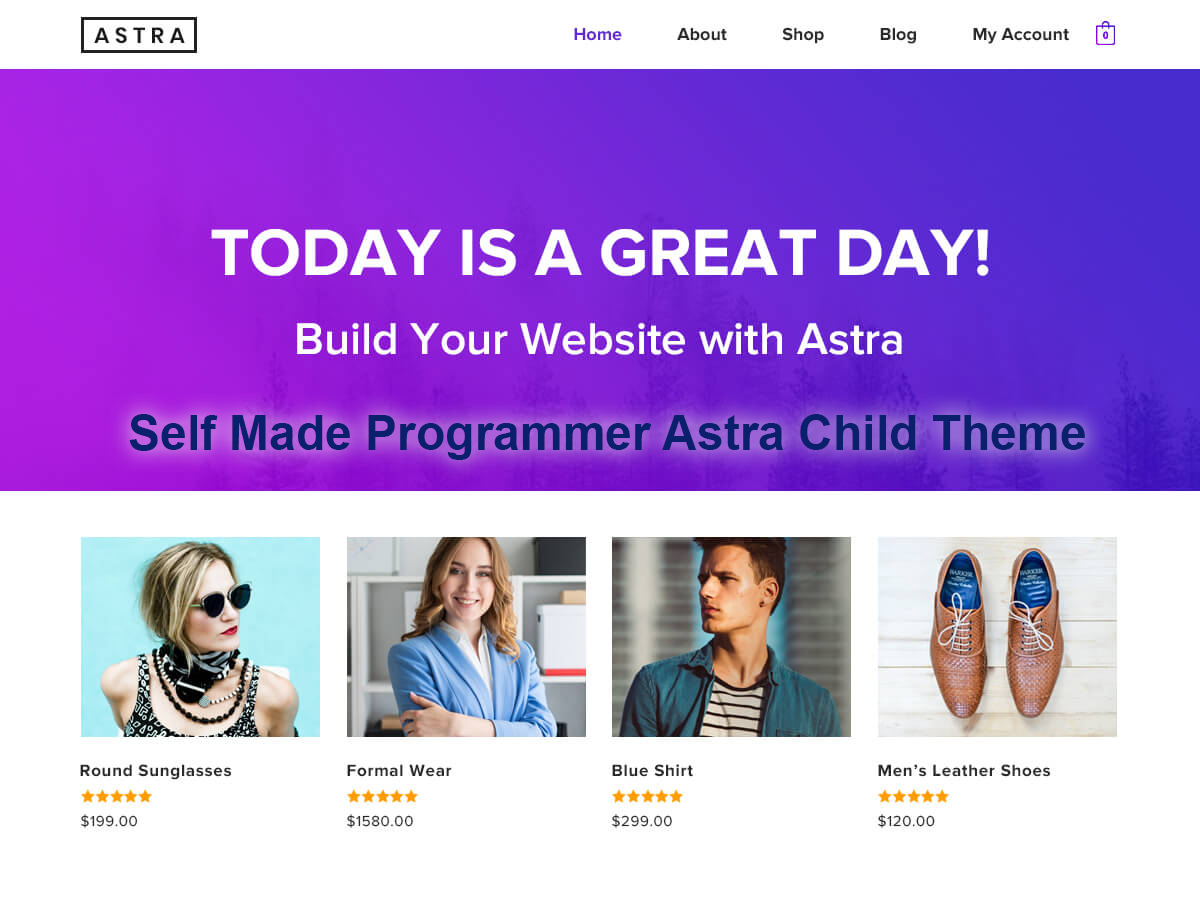 ASTRA
Home About Shop Blog My Account 0
TODAY IS A GREAT DAY!
Build Your Website with Astra
Self Made Programmer Astra Child Theme
BARKER BARKER
Round Sunglasses Formal Wear Blue Shirt Men’s Leather Shoes
$199.00 $1580.00 $299.00 $120.00